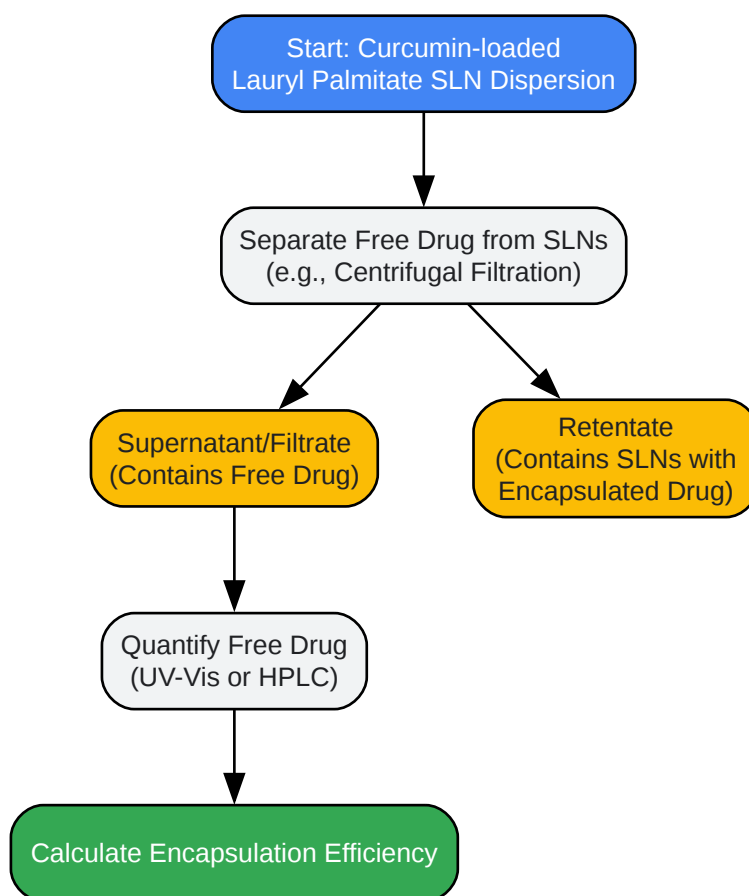 Start: Curcumin-loaded
Lauryl Palmitate SLN Dispersion
Separate Free Drug from SLNs
(e.g., Centrifugal Filtration)
Supernatant/Filtrate
(Contains Free Drug)
Retentate
(Contains SLNs with
Encapsulated Drug)
Quantify Free Drug
(UV-Vis or HPLC)
Calculate Encapsulation Efficiency